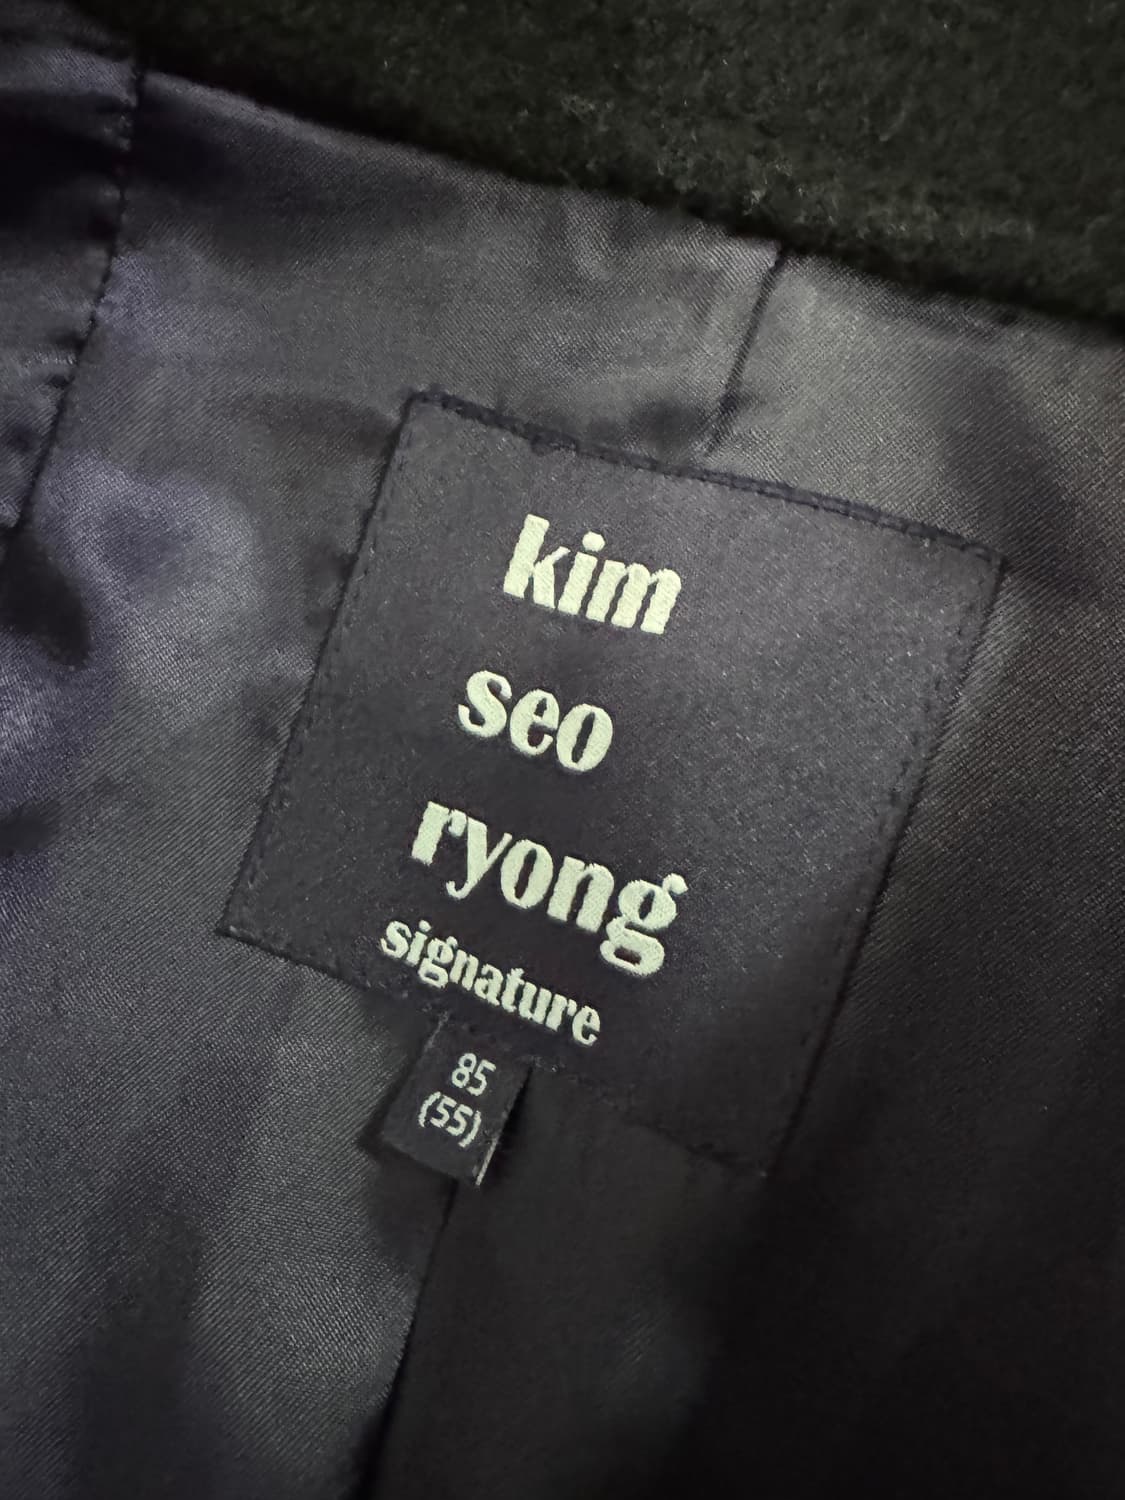 kim
seo
ryong
signature
85
(55)